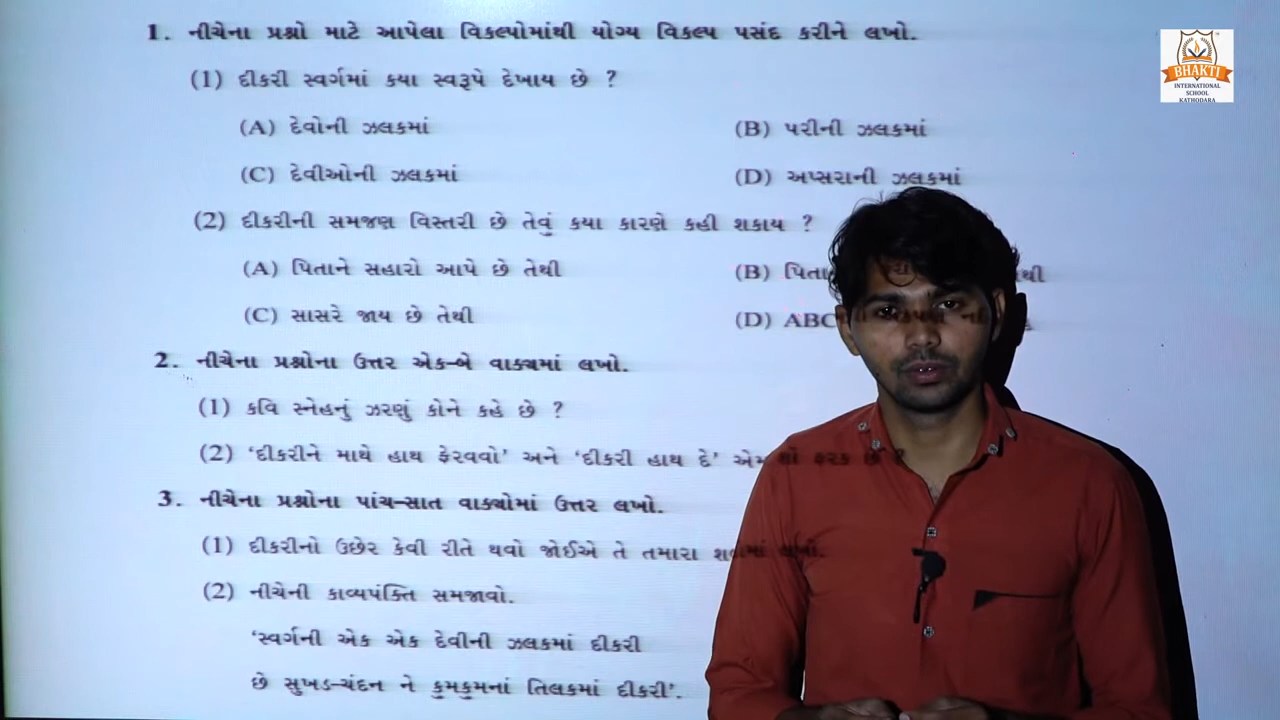 1. નીચેના પ્રશ્નો માટે આપેલા વિકલ્પોમાંથી યોગ્ય વિકલ્પ પસંદ કરીને લખો.
(1) દીકરી સ્વર્ગમાં કયા સ્વરૂપે દેખાય છે ?
(A) દેવોની ઝલકમાં (B) પરીની ઝલકમાં
(C) દેવીઓની ઝલકમાં (D) અપ્સરાની ઝલકમાં
(2) દીકરીની સમજણ વિસ્તરી છે તેવું કયા કારણે કહી શકાય ?
(A) પિતાને સહારો આપે છે તેથી (B)
(C) સાસરે જાય છે તેથી (D)
2. નીચેના પ્રશ્નોના ઉત્તર એક-બે વાક્યમાં લખો.
(1) કવિ સ્નેહનું ઝરણું કોને કહે છે ?
(2) ‘દીકરીને માથે હાથ ફેરવવો’ અને ‘દીકરી હાથ દે’ એમાં શો ફરક છે ?
3. નીચેના પ્રશ્નોના પાંચ-સાત વાક્યોમાં ઉત્તર લખો.
(1) દીકરીનો ઉછેર કેવી રીતે થવો જોઈએ તે તમારા શબ્દોમાં લખો.
(2) નીચેની કાવ્યપંક્તિ સમજાવો.
‘સ્વર્ગની એક એક દેવીની ઝલકમાં દીકરી
છે સુખડ-ચંદન ને કુમકુમનાં તિલકમાં દીકરી’.
BHAKTI
INTERNATIONAL
SCHOOL
KATHODARA